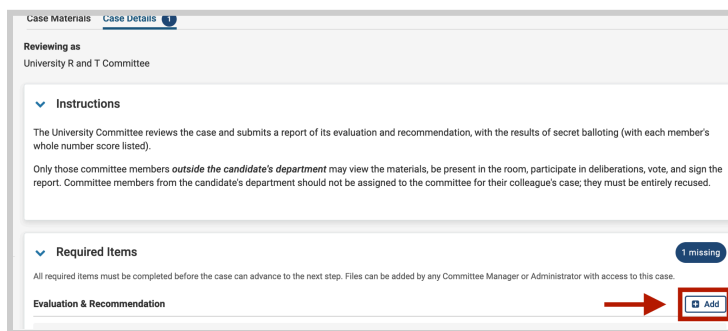 Case Materials Case Details 1
Reviewing as
University R and T Committee
Instructions
The University Committee reviews the case and submits a report of its evaluation and recommendation, with the results of secret balloting (with each member's
whole number score listed).
Only those committee members outside the candidate's department may view the materials, be present in the room, participate in deliberations, vote, and sign the
report. Committee members from the candidate's department should not be assigned to the committee for their colleague's case; they must be entirely recused.
Required Items 1 missing
All required items must be completed before the case can advance to the next step. Files can be added by any Committee Manager or Administrator with access to this case.
Evaluation & Recommendation Add